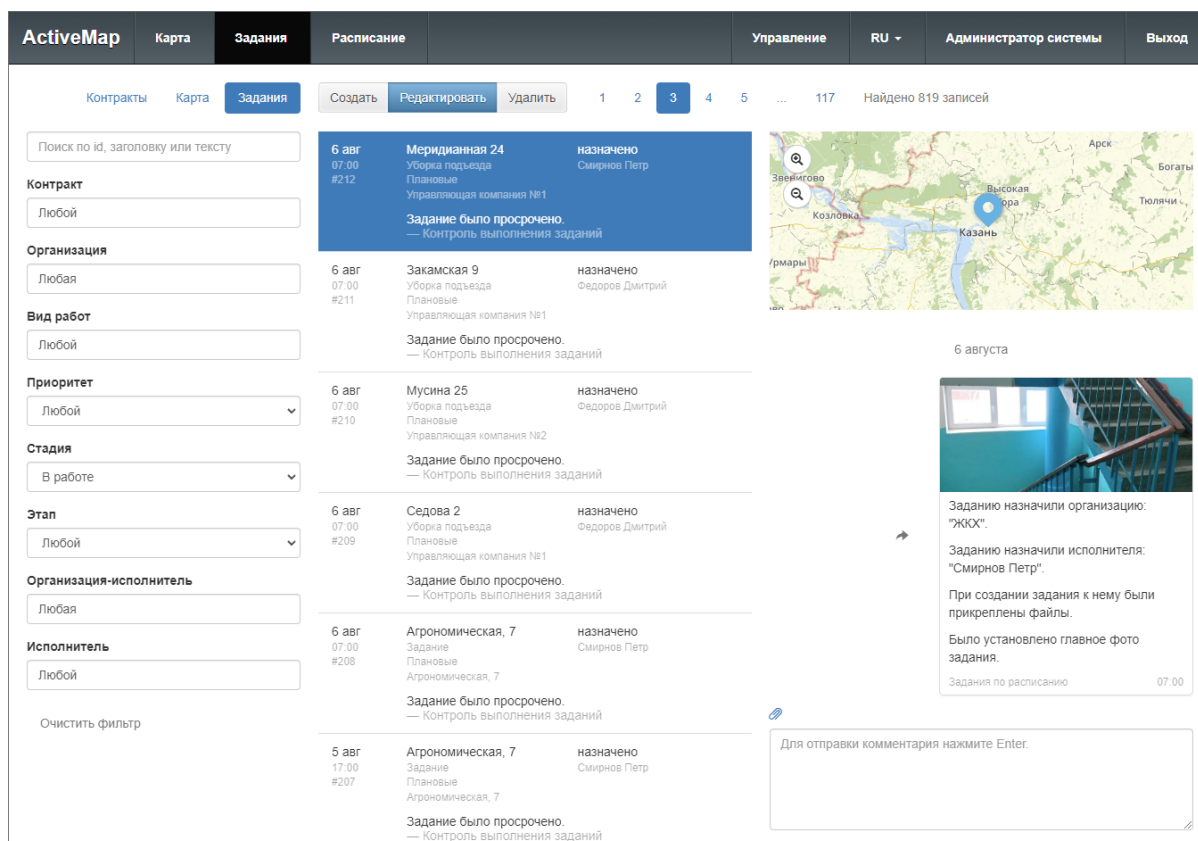 ActiveMap Карта Задания Расписание Управление RU Администратор системы Выход
Контракты Карта Задания
Создать Редактировать Удалить 1 2 3 4 5 ... 117 Найдено 819 записей
Поиск по id, заголовку или тексту
Контракт
Любой
Организация
Любая
Вид работ
Любой
Приоритет
Любой
Стадия
В работе
Этап
Любой
Организация-исполнитель
Любая
Исполнитель
Любой
Очистить фильтр
6 авг Меридианная 24 назначено
07:00 Уборка подъезда Смирнов Петр
#212 Плановые
Управляющая компания №1
Задание было просрочено.
— Контроль выполнения заданий
6 авг Закамская 9 назначено
07:00 Уборка подъезда Федоров Дмитрий
#211 Плановые
Управляющая компания №1
Задание было просрочено.
— Контроль выполнения заданий
6 авг Мусина 25 назначено
07:00 Уборка подъезда Федоров Дмитрий
#210 Плановые
Управляющая компания №2
Задание было просрочено.
— Контроль выполнения заданий
6 авг Седова 2 назначено
07:00 Уборка подъезда Федоров Дмитрий
#209 Плановые
Управляющая компания №1
Задание было просрочено.
— Контроль выполнения заданий
6 авг Агрономическая, 7 назначено
07:00 Задание Смирнов Петр
#208 Плановые
Агрономическая, 7
Задание было просрочено.
— Контроль выполнения заданий
5 авг Агрономическая, 7 назначено
17:00 Задание Смирнов Петр
#207 Плановые
Агрономическая, 7
Задание было просрочено.
— Контроль выполнения заданий
Арск
Богаты
Звенигово
Высокая
Тюлячи
Козловка
Казань
Урмары
6 августа
Заданию назначили организацию:
"ЖКХ".
Заданию назначили исполнителя:
"Смирнов Петр".
При создании задания к нему были
прикреплены файлы.
Было установлено главное фото
задания.
Задания по расписанию 07:00
Для отправки комментария нажмите Enter.